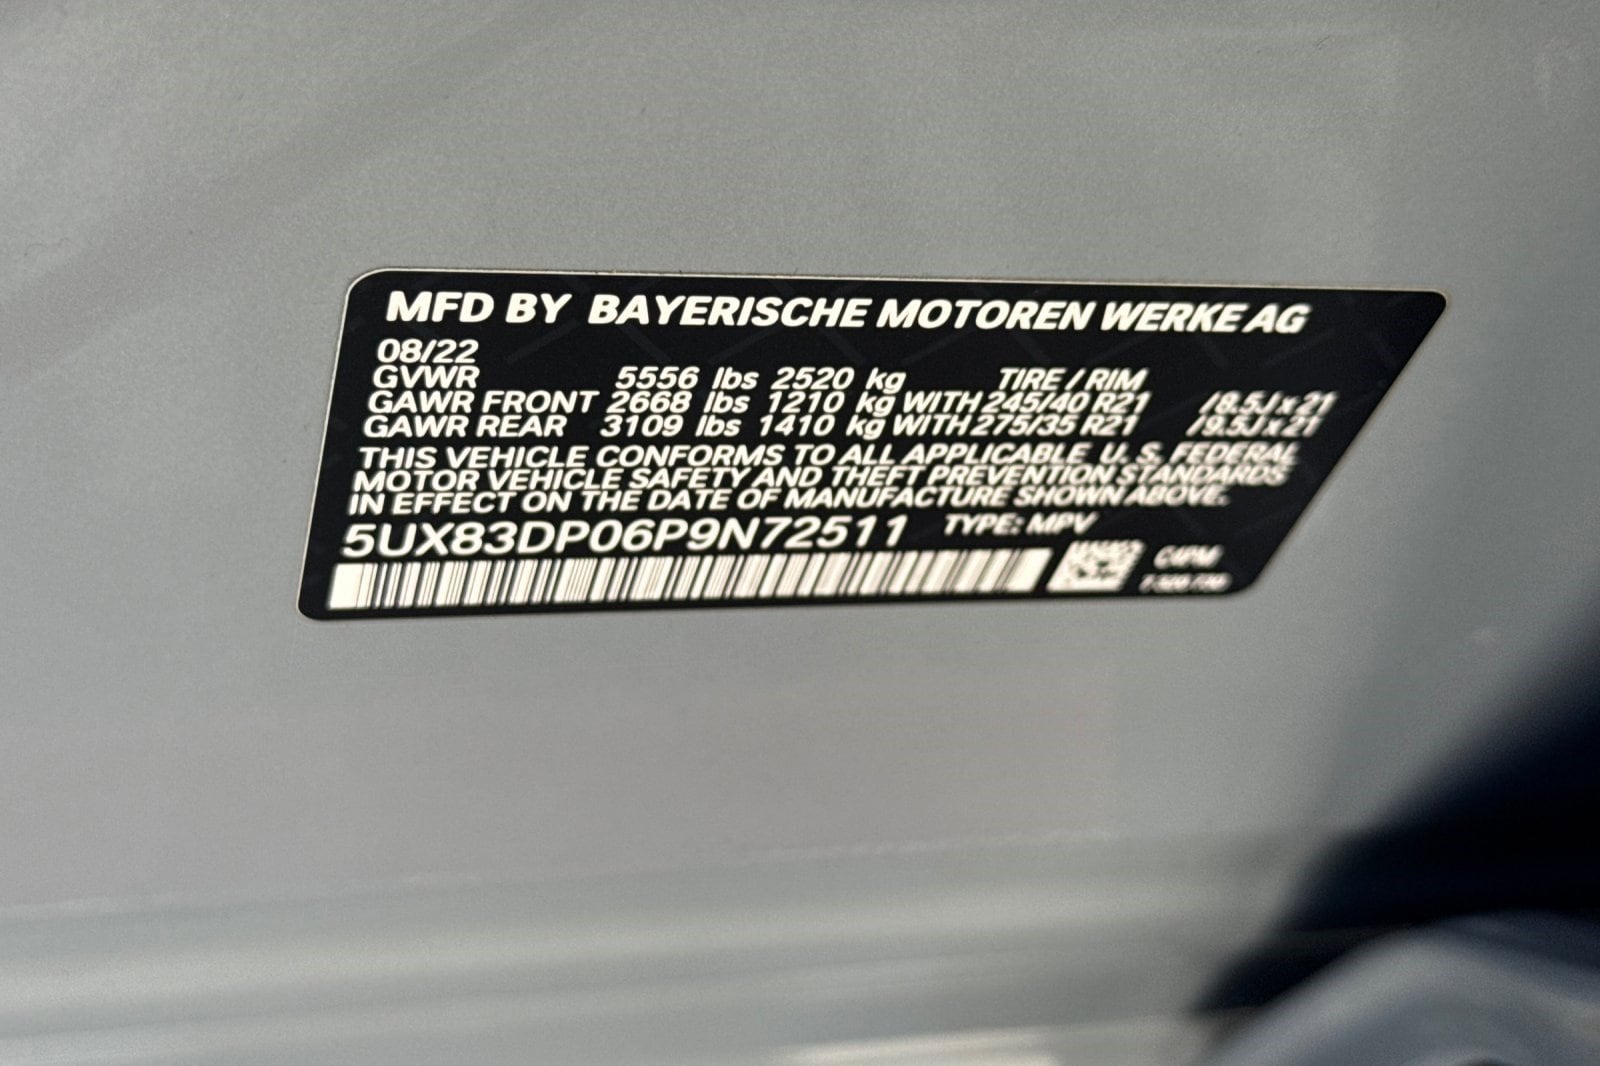 MFD BY BAYERISCHE MOTOREN WERKE AG
08/22
GVWR 5556 lbs 2520 kg TIRE / RIM
GAWR FRONT 2668 lbs 1210 kg WITH 245/40 R21 /8.5J x 21
GAWR REAR 3109 lbs 1410 kg WITH 275/35 R21 /9.5J x 21
THIS VEHICLE CONFORMS TO ALL APPLICABLE U. S. FEDERAL
MOTOR VEHICLE SAFETY AND THEFT PREVENTION STANDARDS
IN EFFECT ON THE DATE OF MANUFACTURE SHOWN ABOVE.
5UX83DP06P9N72511 TYPE: MPV
C4PM